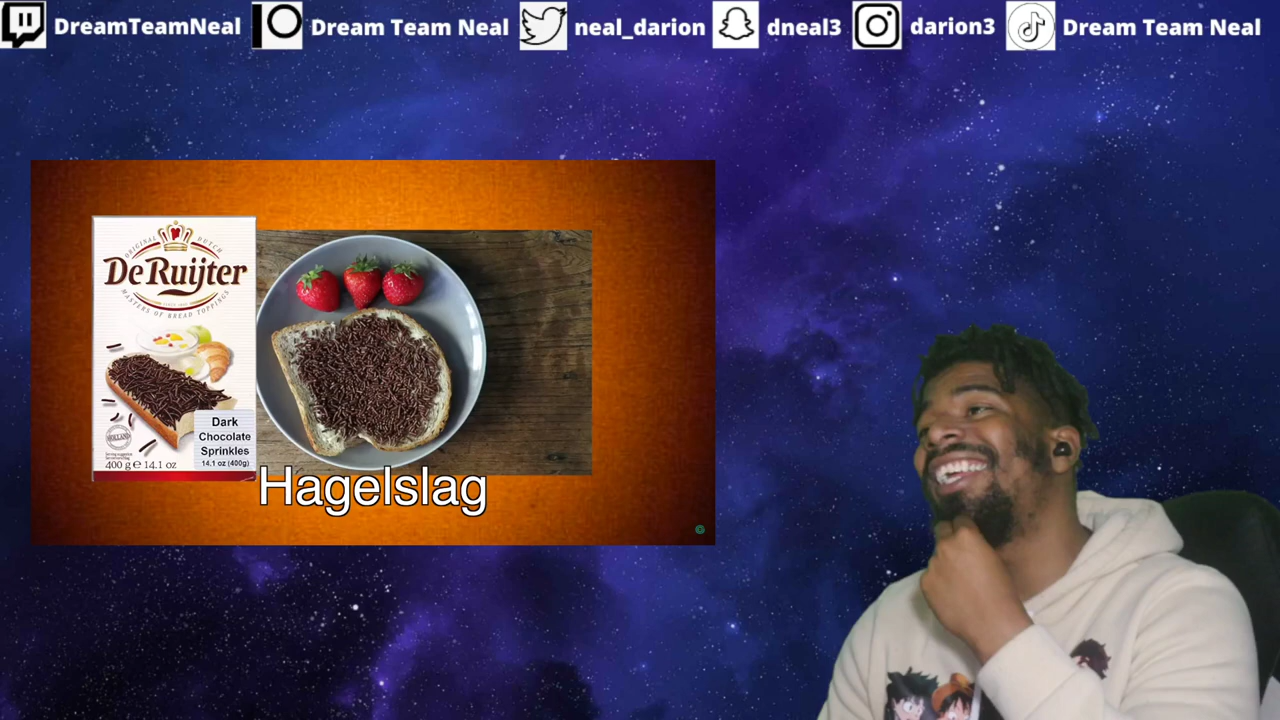 DreamTeamNeal
Dream Team Neal
neal_darion
dneal3
darion3
Dream Team Neal
ORIGINAL DUTCH
De Ruijter
MASTERS OF BREAD TOPPINGS
HOLLAND
400 g e 14.1 oz
Dark
Chocolate
Sprinkles
14.1 oz (400g)
Hagelslag